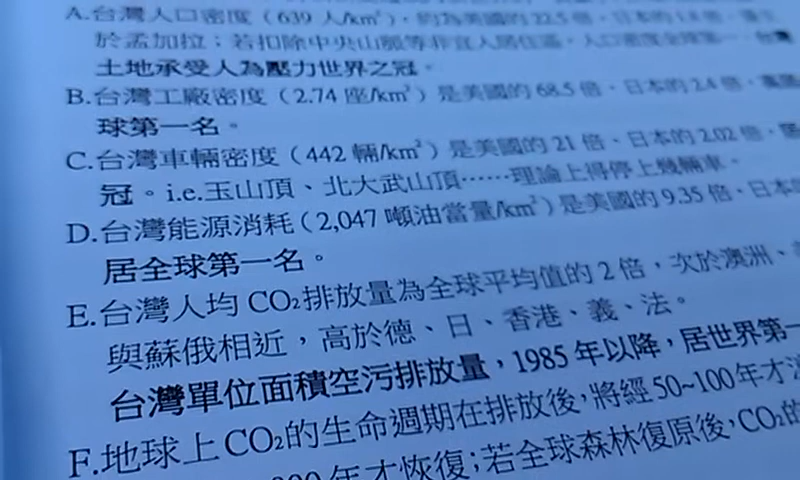 A.台灣人口密度(639 人/km²),約為美國的 22.5 倍、日本的 1.8 倍、
於孟加拉;若扣除中央山脈等非宜人居住區,人口密度全球第一,台灣
土地承受人為壓力世界之冠。
B.台灣工廠密度(2.74 座/km²)是美國的 68.5 倍、日本的 2.4 倍、
球第一名。
C.台灣車輛密度(442 輛/km²)是美國的 21 倍、日本的 2.02 倍、
冠。i.e.玉山頂、北大武山頂……理論上得停上幾輛車。
D.台灣能源消耗(2,047 噸油當量/km²)是美國的 9.35 倍、日本
居全球第一名。
E.台灣人均 CO₂排放量為全球平均值的 2 倍,次於澳洲、
與蘇俄相近,高於德、日、香港、義、法。
台灣單位面積空污排放量,1985 年以降,居世界第一
F.地球上 CO₂的生命週期在排放後,將經 50~100 年才
年才恢復;若全球森林復原後,CO₂的